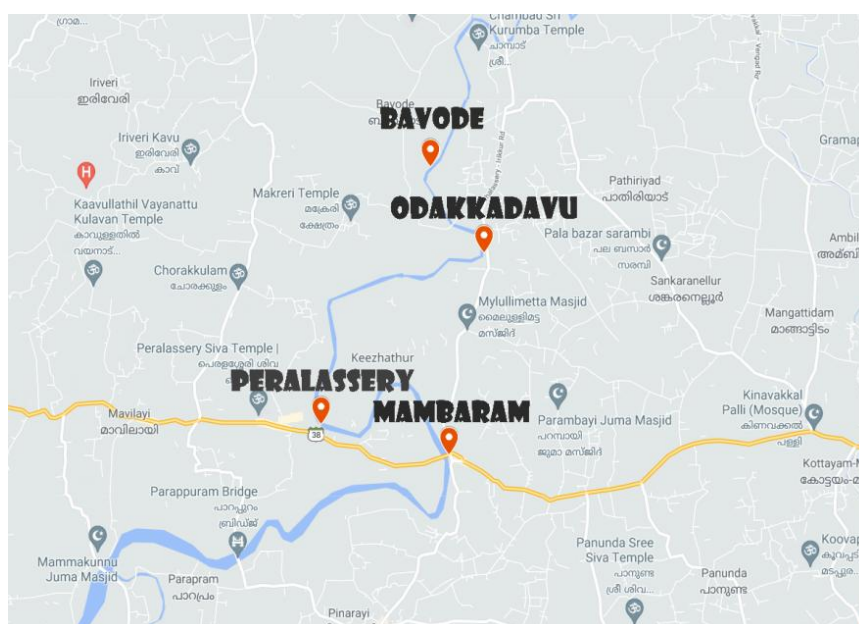 ഗ്രാമ...
Chambad Sri
Kurumba Temple
ചാമ്പാട്
ശ്രീ...
Iriveri
ഇരിവേരി
Bavode
BAVODE
Iriveri Kavu
ഇരിവേരി
കാവ്
Gramap
Kaavullathil Vayanattu
Kulavan Temple
കാവുള്ളതിൽ
വയനാട്...
Makreri Temple
മക്രേരി
ക്ഷേത്രം
ODAKKADAVU
Pathiriyad
പാതിരിയാട്
Pala bazar sarambi
പല ബസാർ
സരമ്പി
Ambil
Chorakkulam
ചോരക്കുളം
Sankaranellur
ശങ്കരനെല്ലൂർ
Mylullimetta Masjid
മൈലുള്ളിമട്ട
മസ്ജിദ്
Mangattidam
മാങ്ങാട്ടിടം
Peralassery Siva Temple |
പെരളശ്ശേരി ശിവ
Keezhathur
PERALASSERY
Mavilayi
മാവിലായി
38
MAMBARAM
Parambayi Juma Masjid
പറമ്പായി
ജുമാ മസ്ജിദ്
Kinavakkal
Palli (Mosque)
കിണവക്കൽ
പള്ളി
Kottayam-M
Parappuram Bridge
പാറപ്പുറം
ബ്രിഡ്ജ്
Mammakunnu
Juma Masjid
Parapram
പാറപ്രം
Pinarayi
Panunda Sree
Siva Temple
പാനുണ്ട
ശ്രീ ശിവ...
Panunda
പാനുണ്ട
Koovap